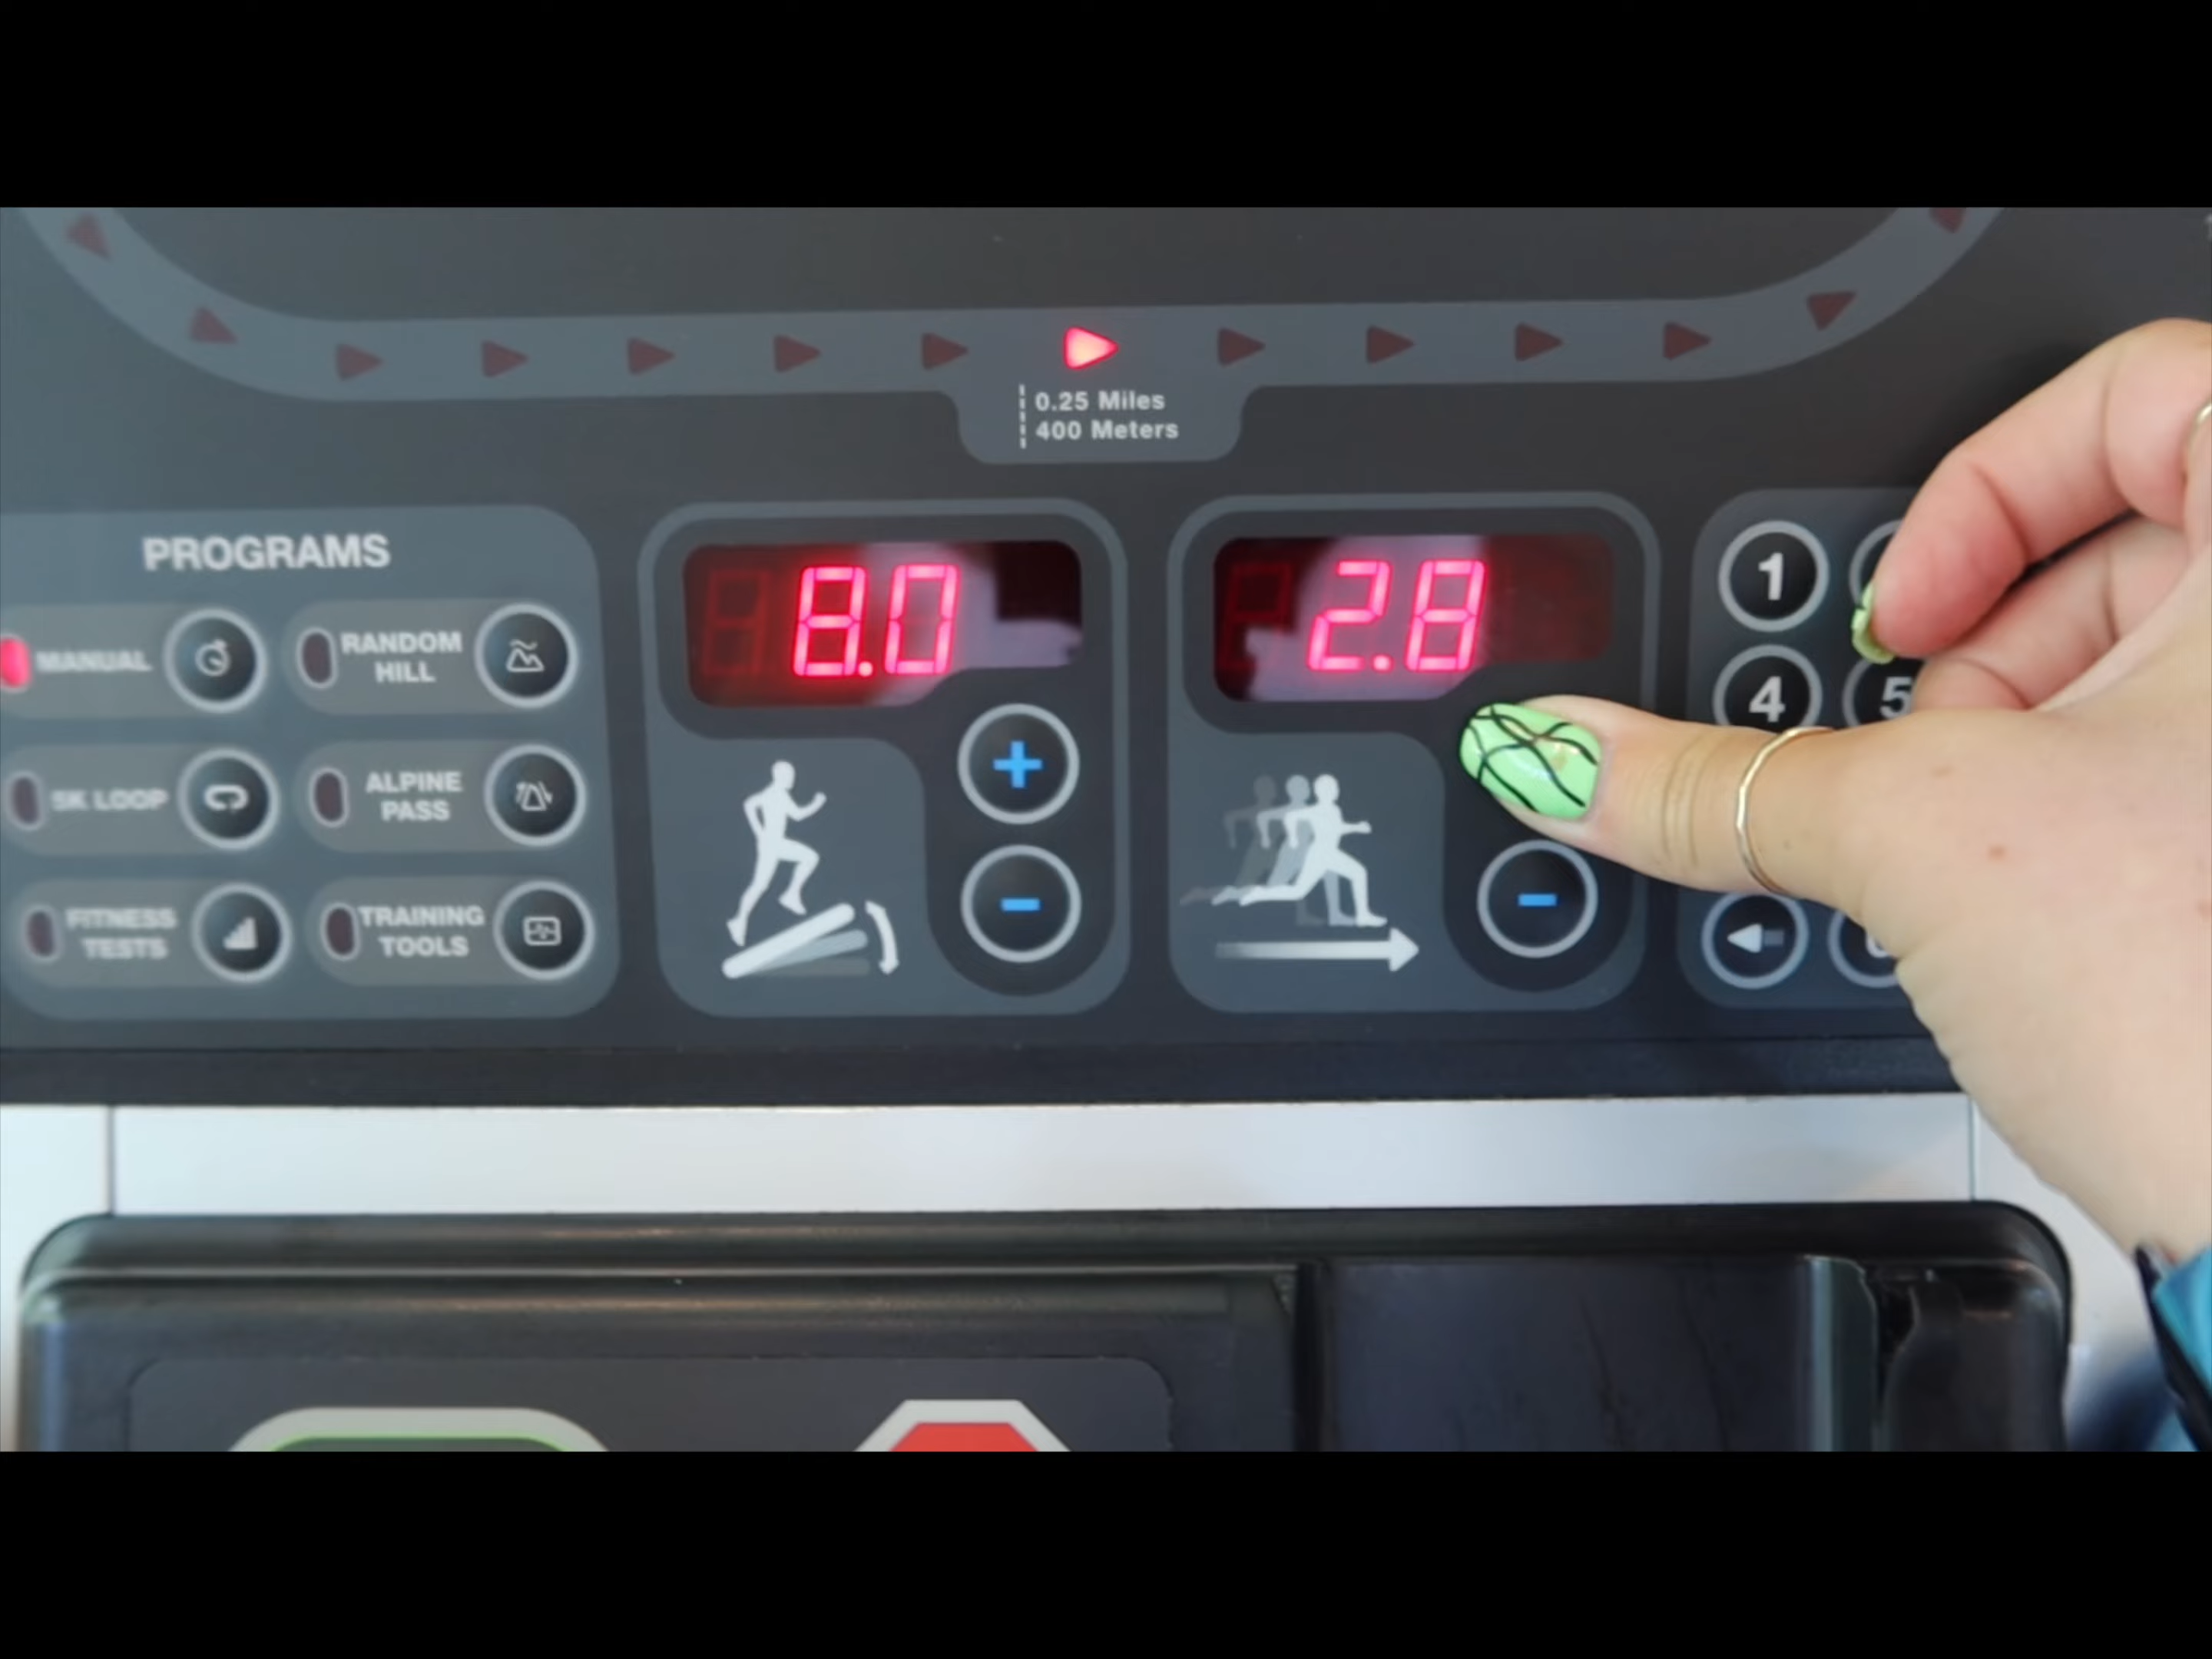 0.25 Miles
400 Meters
PROGRAMS
MANUAL
RANDOM
HILL
5K LOOP
ALPINE
PASS
FITNESS
TESTS
TRAINING
TOOLS
8.0
+
-
2.8
-
1
4
5